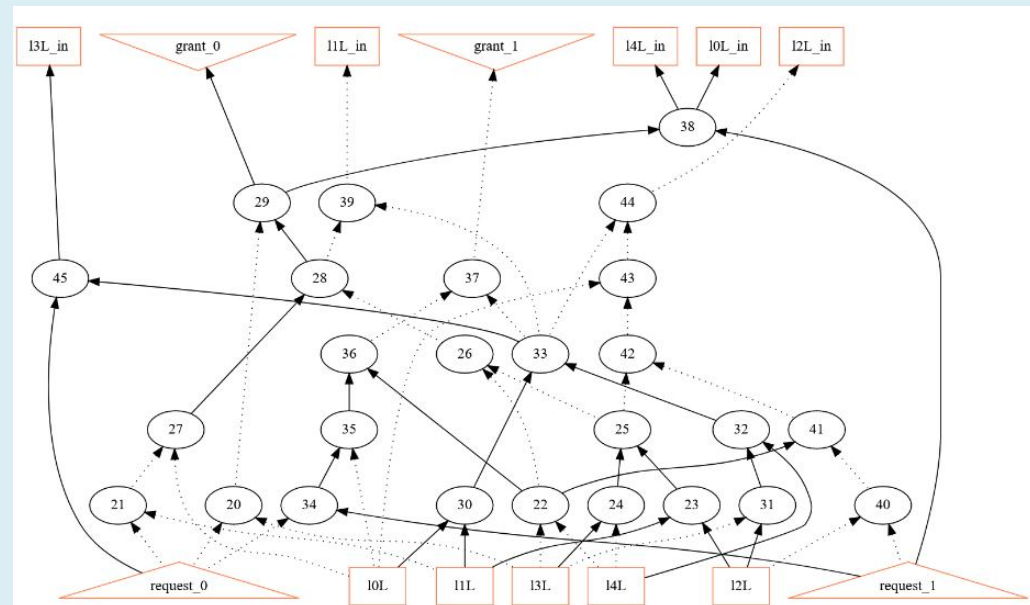 l3L_in grant_0 l1L_in grant_1 l4L_in l0L_in l2L_in
38
29 39 44
45 28 37 43
36 26 33 42
27 35 25 32 41
21 20 34 30 22 24 23 31 40
request_0 l0L l1L l3L l4L l2L request_1